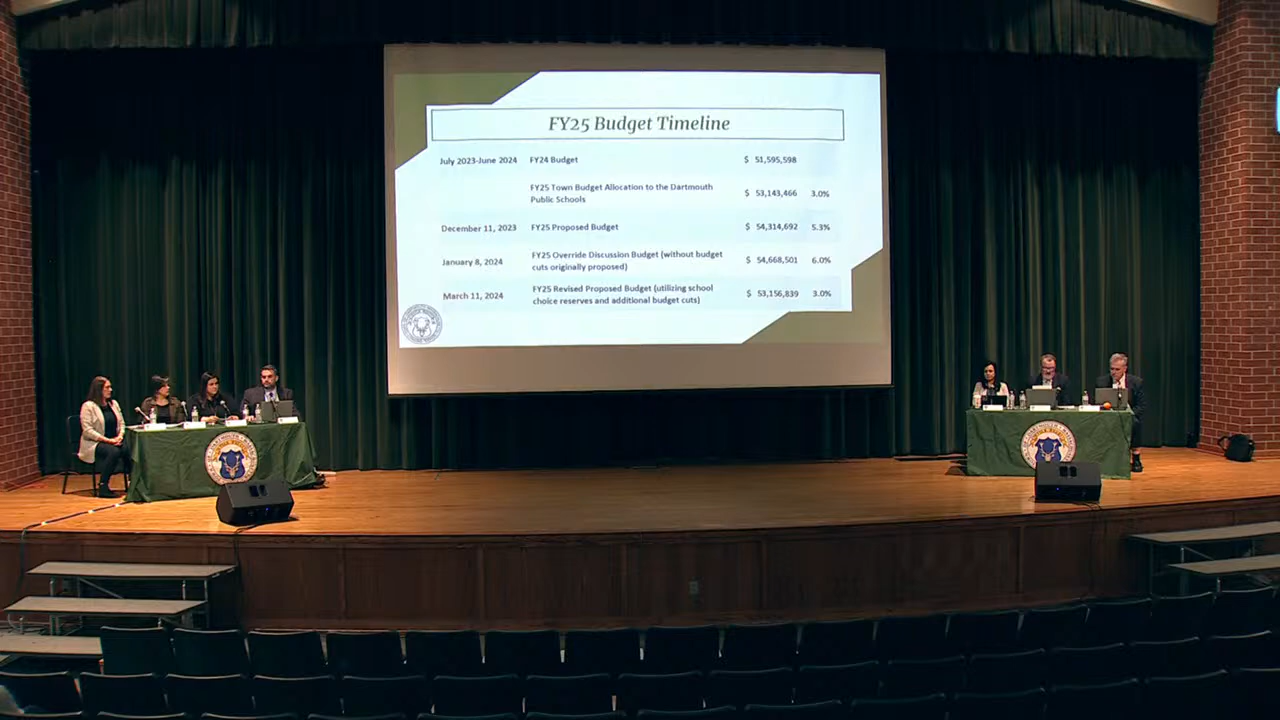 FY25 Budget Timeline
July 2023-June 2024 FY24 Budget $ 51,595,598
FY25 Town Budget Allocation to the Dartmouth
Public Schools $ 53,143,466 3.0%
December 11, 2023 FY25 Proposed Budget $ 54,314,692 5.3%
January 8, 2024 FY25 Override Discussion Budget (without budget
cuts originally proposed) $ 54,668,501 6.0%
March 11, 2024 FY25 Revised Proposed Budget (utilizing school
choice reserves and additional budget cuts) $ 53,156,839 3.0%